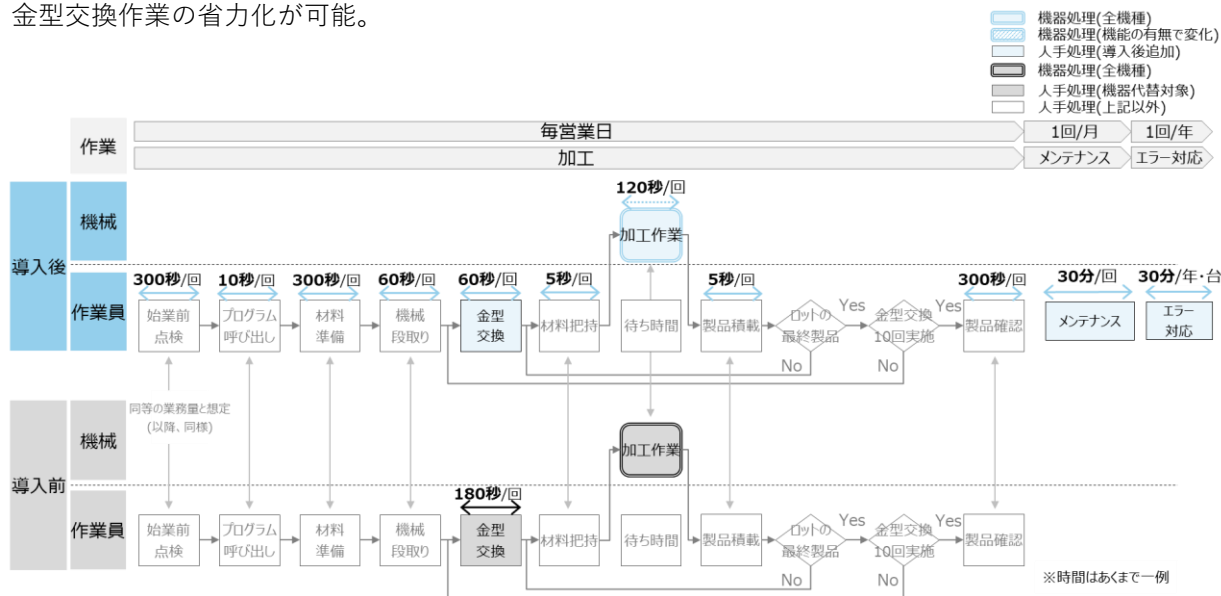 金型交換作業の省力化が可能。
機器処理(全機種)
機器処理(機能の有無で変化)
人手処理(導入後追加)
機器処理(全機種)
人手処理(機器代替対象)
人手処理(上記以外)
作業
毎営業日
1回/月
1回/年
加工
メンテナンス
エラー対応
導入後
機械
120秒/回
加工作業
作業員
300秒/回
10秒/回
300秒/回
60秒/回
60秒/回
5秒/回
5秒/回
300秒/回
30分/回
30分/年・台
始業前
点検
プログラム
呼び出し
材料
準備
機械
段取り
金型
交換
材料把持
待ち時間
製品積載
ロットの
最終製品
Yes
No
金型交換
10回実施
Yes
No
製品確認
メンテナンス
エラー
対応
同等の業務量と想定
(以降、同様)
導入前
機械
加工作業
作業員
180秒/回
始業前
点検
プログラム
呼び出し
材料
準備
機械
段取り
金型
交換
材料把持
待ち時間
製品積載
ロットの
最終製品
Yes
No
金型交換
10回実施
Yes
No
製品確認
※時間はあくまで一例